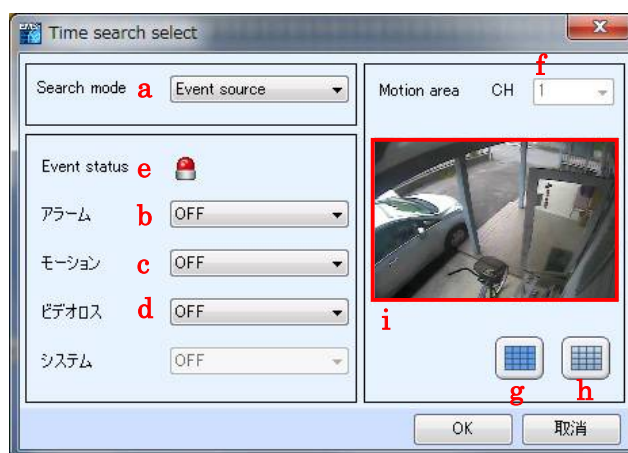 Time search select
Search mode a Event source
Event status e
アラーム b OFF
モーション c OFF
ビデオロス d OFF
システム OFF
f
Motion area CH 1
i
g h
OK 取消